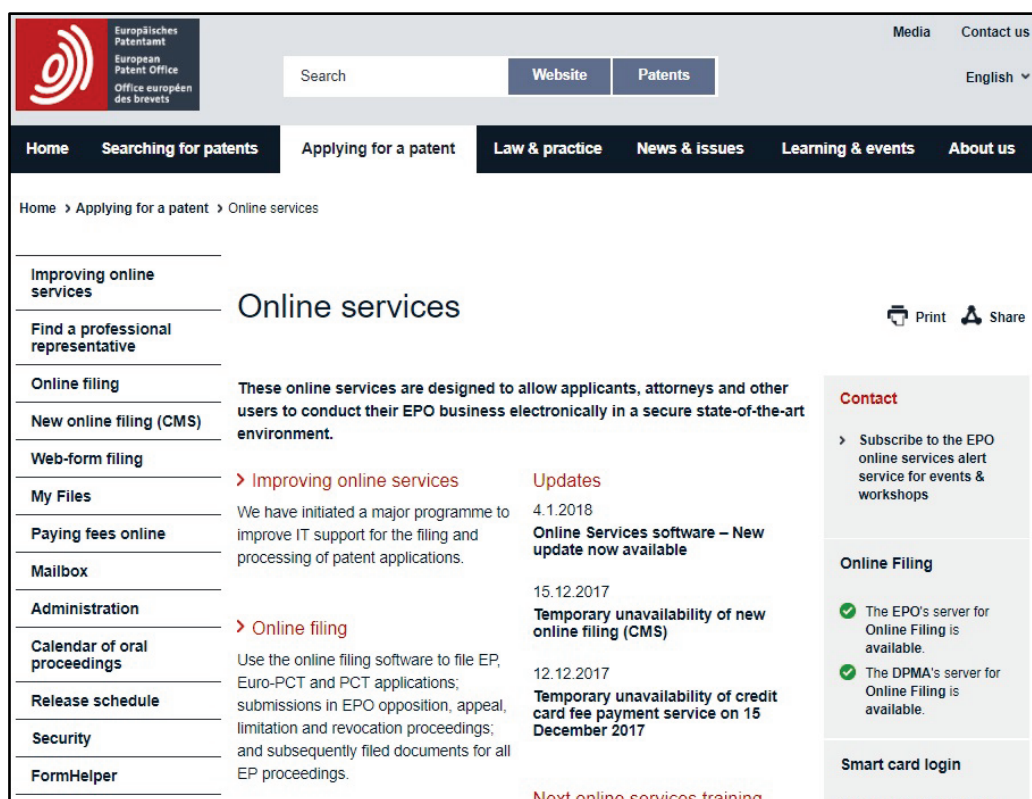 Europäisches
Patentamt
European
Patent Office
Office européen
des brevets
Media Contact us
Search Website Patents
English
Home Searching for patents Applying for a patent Law & practice News & issues Learning & events About us
Home > Applying for a patent > Online services
Improving online
services
Find a professional
representative
Online filing
New online filing (CMS)
Web-form filing
My Files
Paying fees online
Mailbox
Administration
Calendar of oral
proceedings
Release schedule
Security
FormHelper
Online services
Print Share
These online services are designed to allow applicants, attorneys and other
users to conduct their EPO business electronically in a secure state-of-the-art
environment.
> Improving online services
We have initiated a major programme to
improve IT support for the filing and
processing of patent applications.
> Online filing
Use the online filing software to file EP,
Euro-PCT and PCT applications;
submissions in EPO opposition, appeal,
limitation and revocation proceedings;
and subsequently filed documents for all
EP proceedings.
Updates
4.1.2018
Online Services software – New
update now available
15.12.2017
Temporary unavailability of new
online filing (CMS)
12.12.2017
Temporary unavailability of credit
card fee payment service on 15
December 2017
Next online services training
Contact
> Subscribe to the EPO
online services alert
service for events &
workshops
Online Filing
The EPO's server for
Online Filing is
available.
The DPMA's server for
Online Filing is
available.
Smart card login